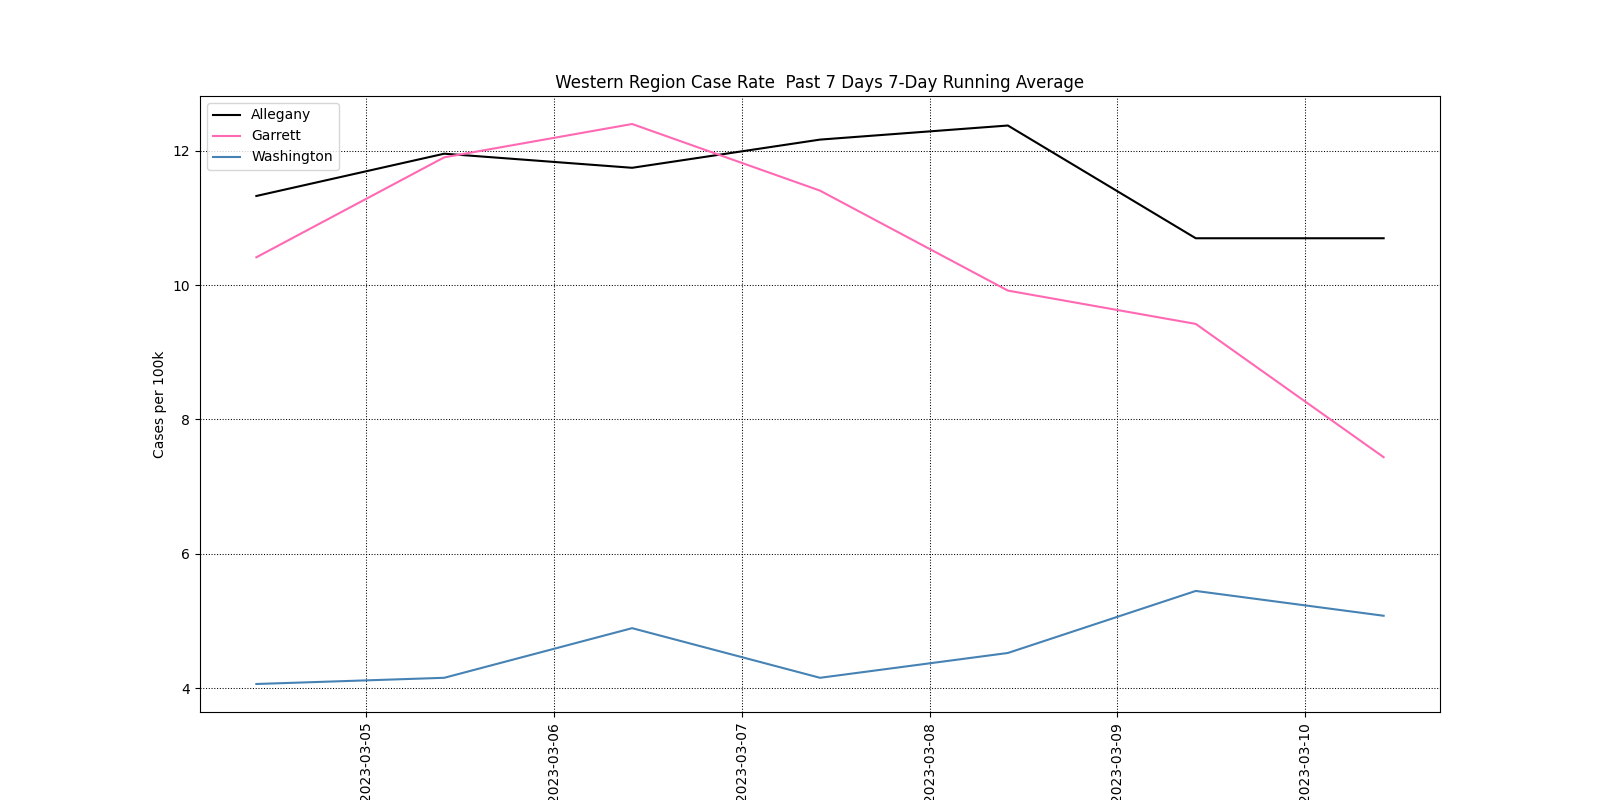 Western Region Case Rate  Past 7 Days 7-Day Running Average
Allegany
Garrett
Washington
Cases per 100k
12
10
8
6
4
2023-03-05
2023-03-06
2023-03-07
2023-03-08
2023-03-09
2023-03-10